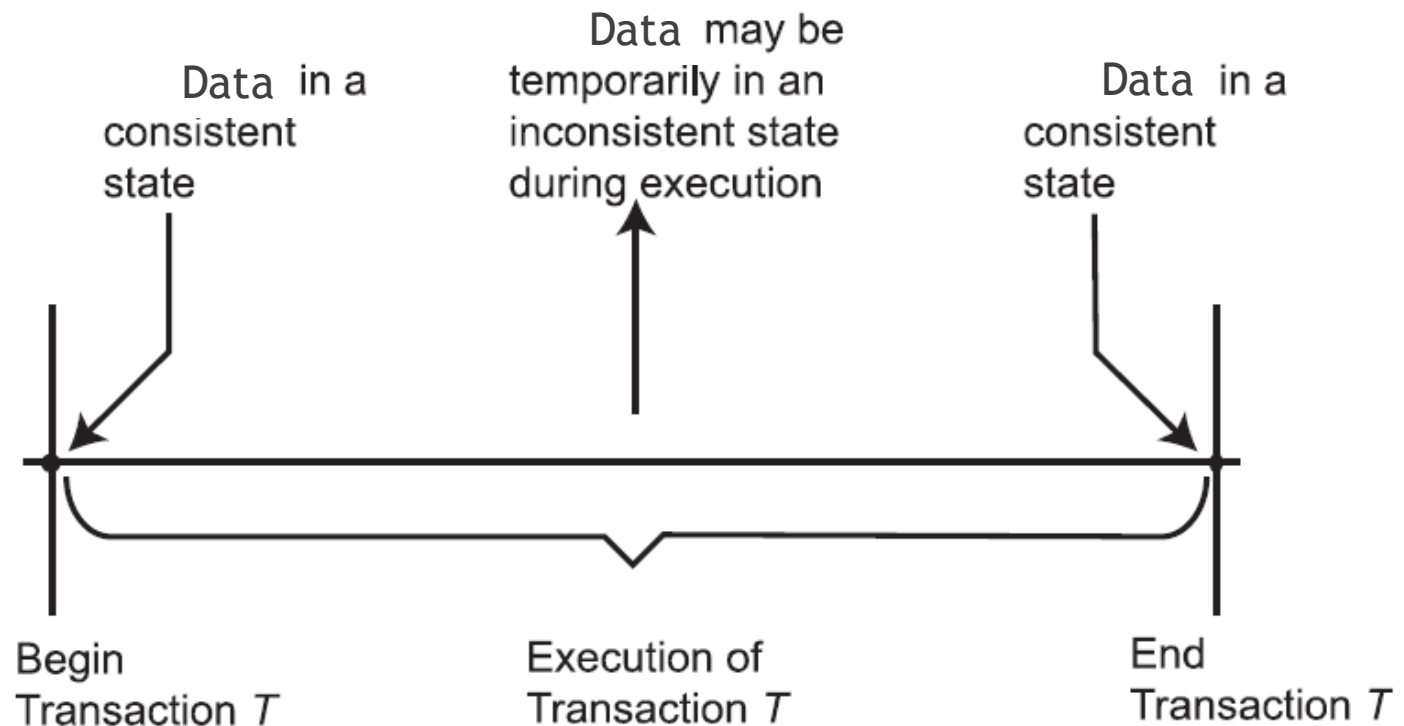 Data in a
consistent
state
Data may be
temporarily in an
inconsistent state
during execution
Data in a
consistent
state
Begin
Transaction T
Execution of
Transaction T
End
Transaction T